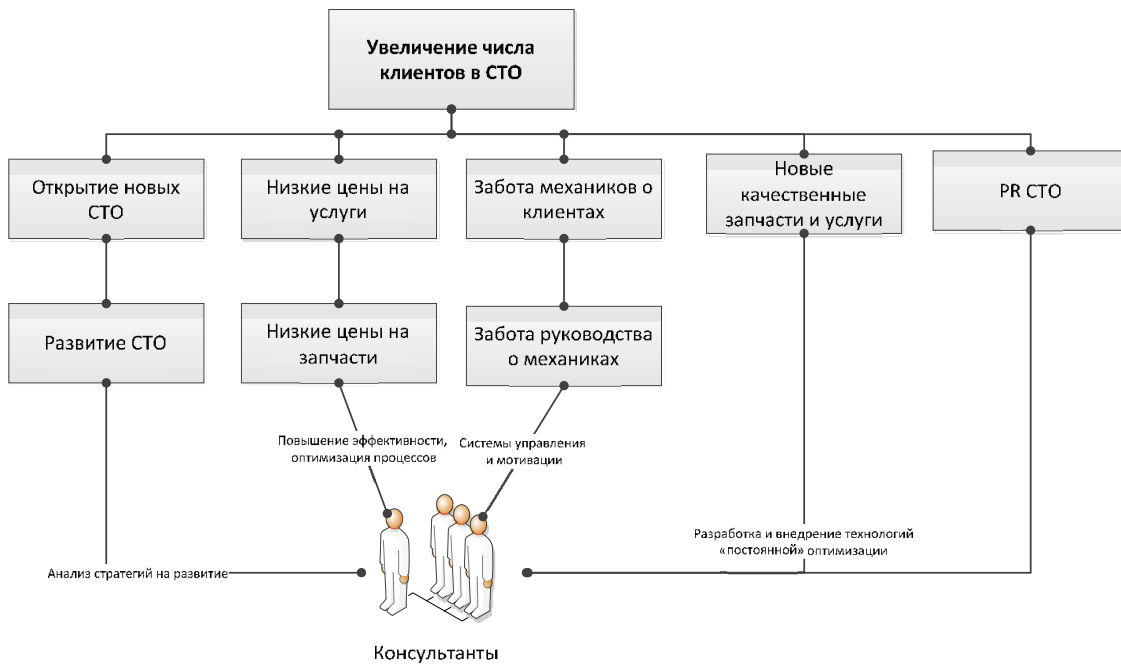 Увеличение числа
клиентов в СТО
Открытие новых
СТО
Низкие цены на
услуги
Забота механиков о
клиентах
Новые
качественные
запчасти и услуги
PR СТО
Развитие СТО
Низкие цены на
запчасти
Забота руководства
о механиках
Повышение эффективности,
оптимизация процессов
Системы управления
и мотивации
Разработка и внедрение технологий
«постоянной» оптимизации
Анализ стратегий на развитие
Консультанты